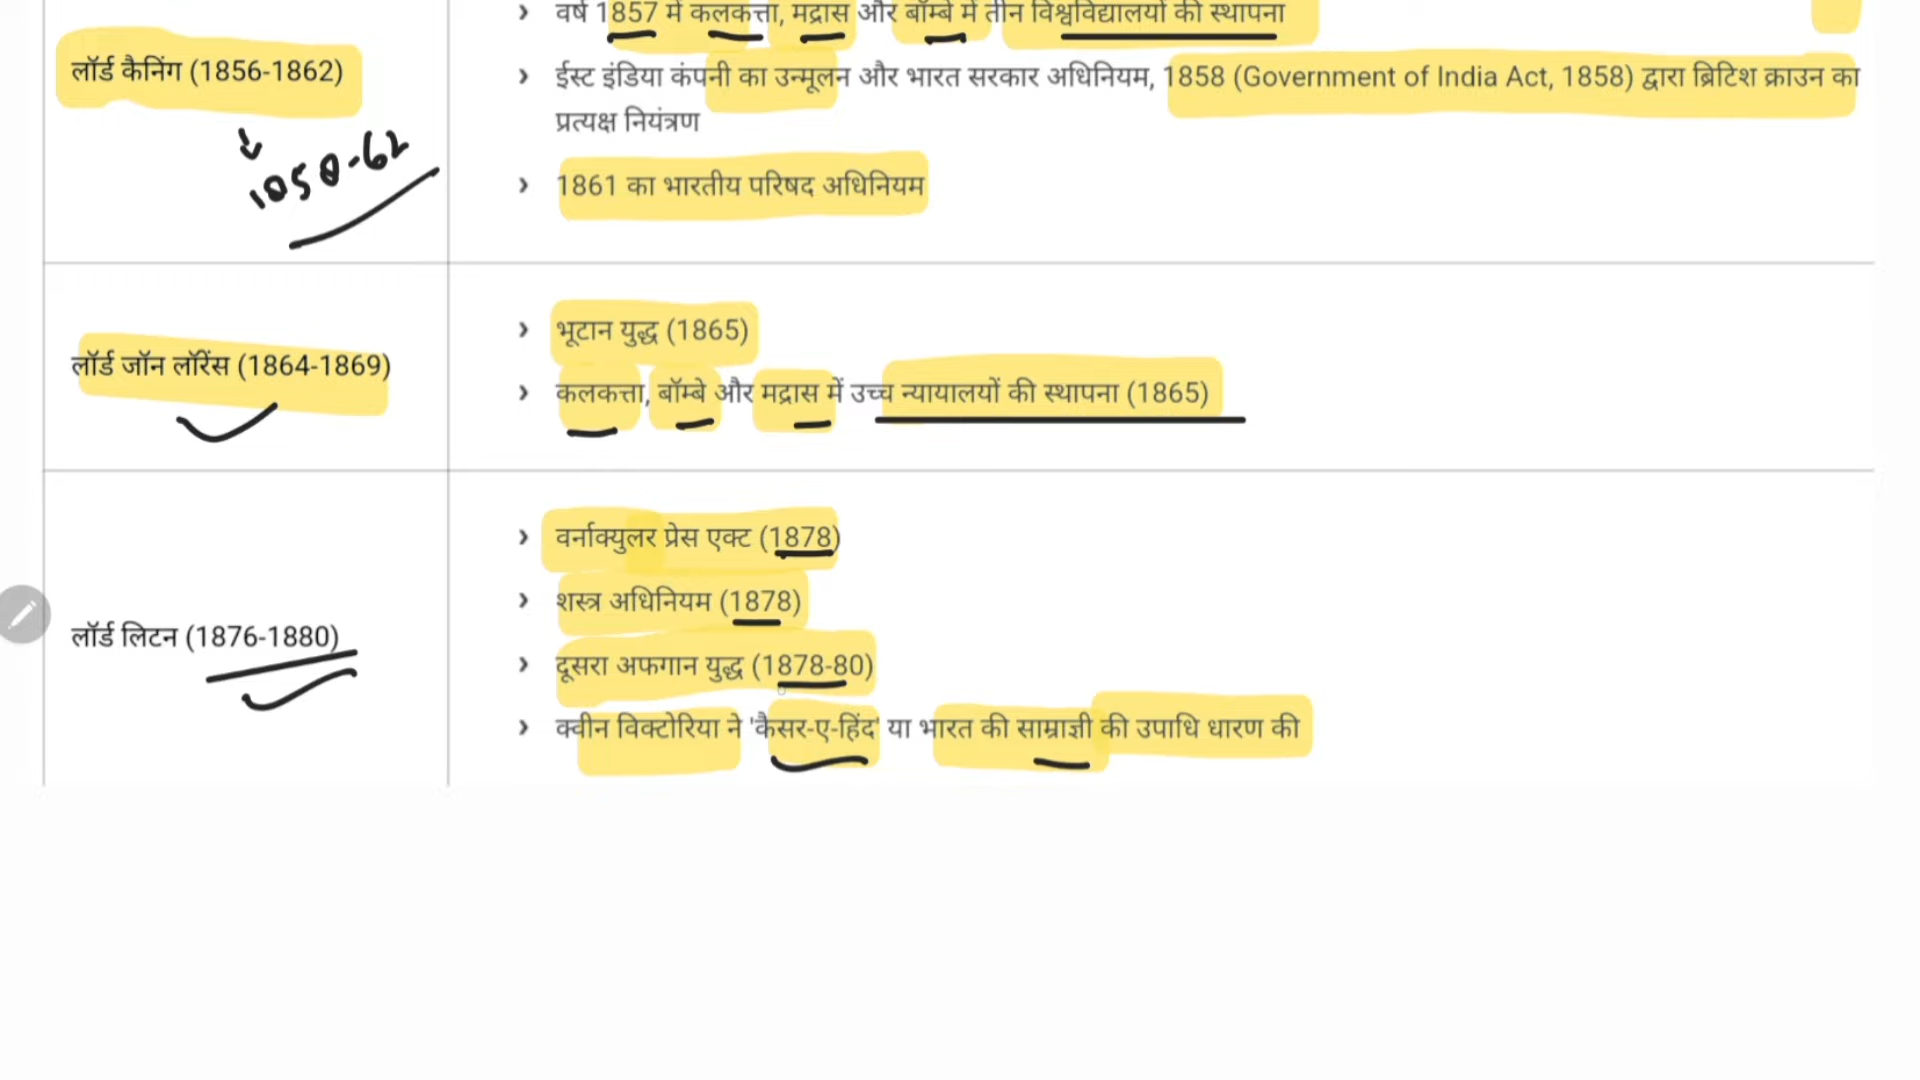 › वर्ष 1857 में कलकत्ता, मद्रास और बॉम्बे में तीन विश्वविद्यालयों की स्थापना
लॉर्ड कैनिंग (1856-1862)
› ईस्ट इंडिया कंपनी का उन्मूलन और भारत सरकार अधिनियम, 1858 (Government of India Act, 1858) द्वारा ब्रिटिश क्राउन का
प्रत्यक्ष नियंत्रण
1858-62
› 1861 का भारतीय परिषद अधिनियम
› भूटान युद्ध (1865)
लॉर्ड जॉन लॉरेंस (1864-1869)
› कलकत्ता, बॉम्बे और मद्रास में उच्च न्यायालयों की स्थापना (1865)
› वर्नाक्युलर प्रेस एक्ट (1878)
› शस्त्र अधिनियम (1878)
लॉर्ड लिटन (1876-1880)
› दूसरा अफगान युद्ध (1878-80)
› क्वीन विक्टोरिया ने 'कैसर-ए-हिंद' या भारत की साम्राज्ञी की उपाधि धारण की